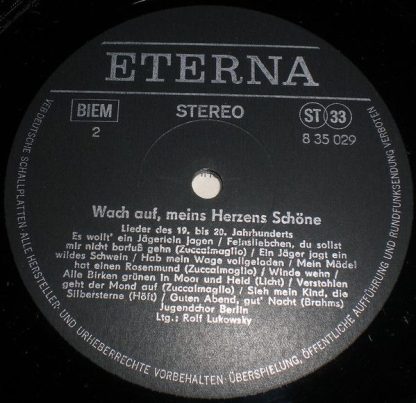 ETERNA
BIEM
STEREO
ST 33
2
8 35 029
Wach auf, meins Herzens Schöne
Lieder des 19. bis 20. Jahrhunderts
Es wollt' ein Jägerlein jagen / Feinsliebchen, du sollst
mir nicht barfuß gehn (Zuccalmaglio) / Ein Jäger jagt ein
wildes Schwein / Hab mein Wage vollgeladen / Mein Mädel
hat einen Rosenmund (Zuccalmaglio) / Winde wehn /
Alle Birken grünen in Moor und Heid (Licht) / Verstohlen
geht der Mond auf (Zuccalmaglio) / Sieh mein Kind, die
Silbersterne (Höft) / Guten Abend, gut' Nacht (Brahms)
Jugendchor Berlin
Ltg.: Rolf Lukowsky
VEB DEUTSCHE SCHALLPLATTEN · ALLE HERSTELLER- UND URHEBERRECHTE VORBEHALTEN · ÜBERSPIELUNG, ÖFFENTLICHE AUFFÜHRUNG UND RUNDFUNKSENDUNG VERBOTEN